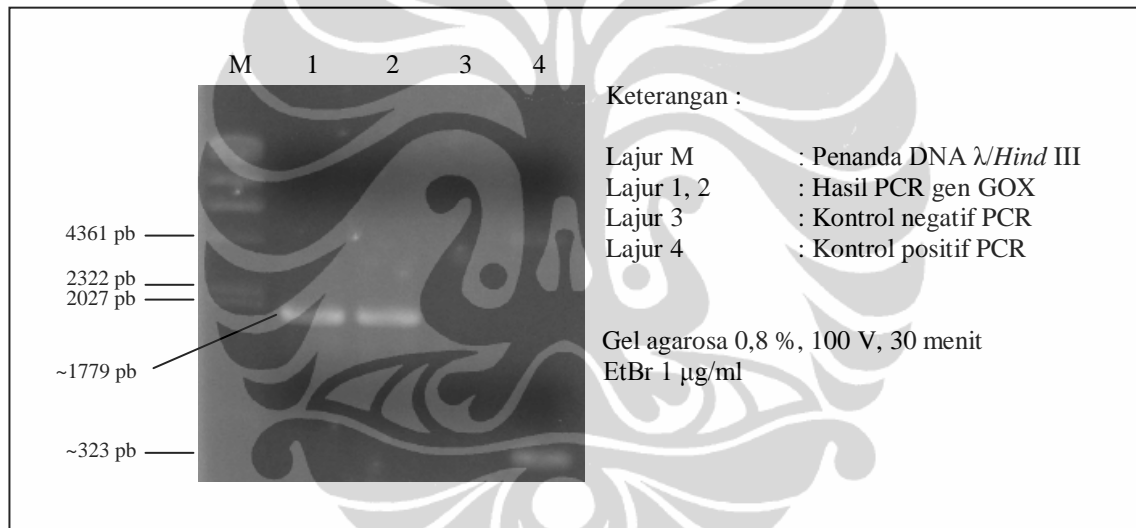 M 1 2 3 4
Keterangan :
Lajur M : Penanda DNA λ/Hind III
Lajur 1, 2 : Hasil PCR gen GOX
Lajur 3 : Kontrol negatif PCR
Lajur 4 : Kontrol positif PCR
4361 pb
2322 pb
2027 pb
~1779 pb
~323 pb
Gel agarosa 0,8 %, 100 V, 30 menit
EtBr 1 µg/ml